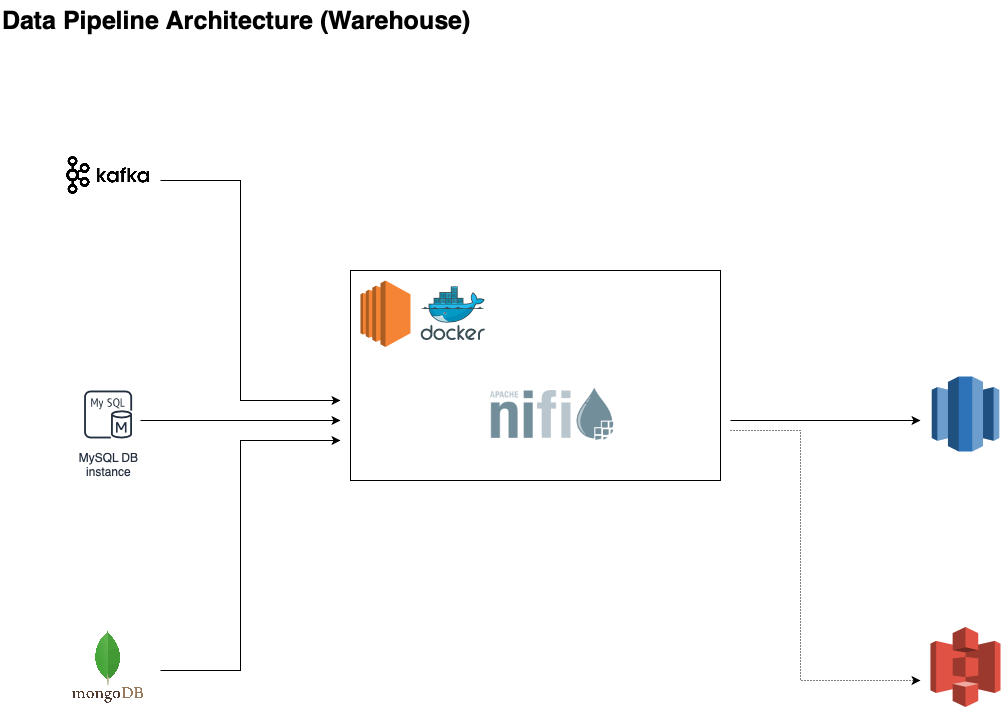 Data Pipeline Architecture (Warehouse)
kafka
docker
APACHE
nifi
My SQL
M
MySQL DB
instance
mongoDB